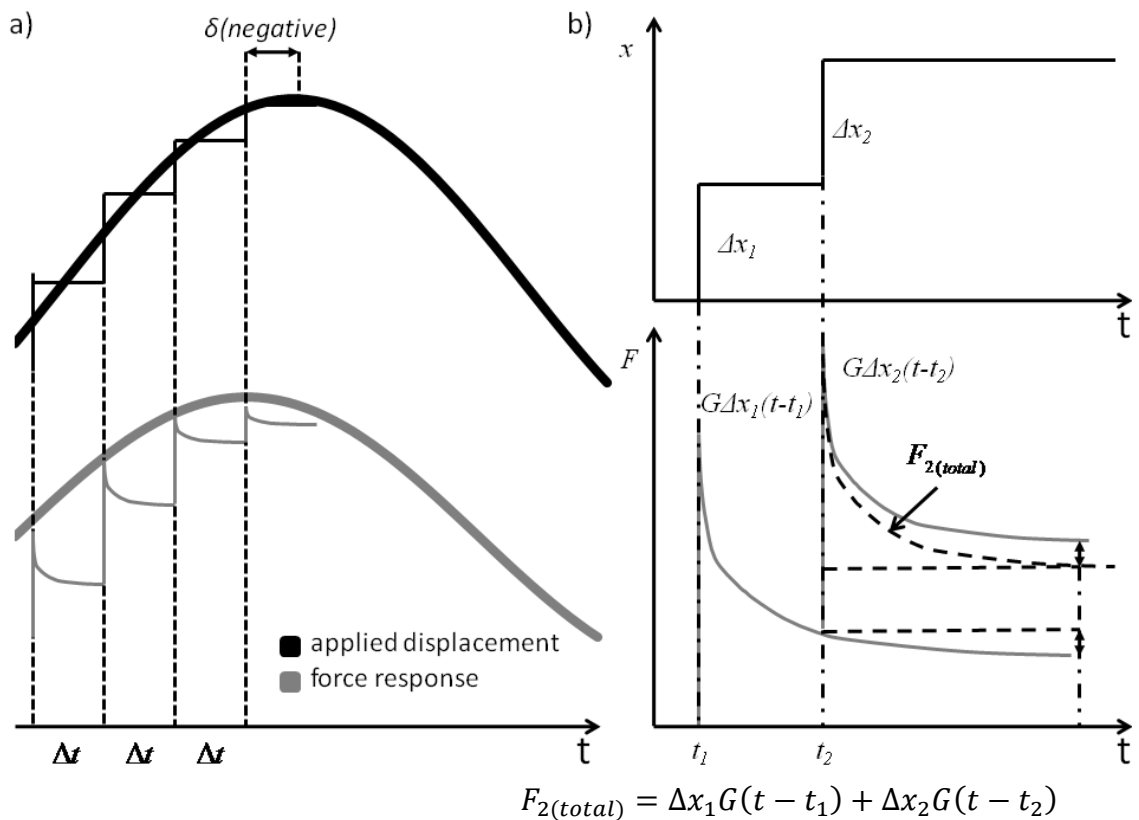 a)
δ(negative)
applied displacement
force response
Δt Δt Δt
t
b)
x
Δx₂
Δx₁
t
F
GΔx₂(t-t₂)
GΔx₁(t-t₁)
F₂(total)
t₁ t₂
t
F₂(total) = Δx₁G(t − t₁) + Δx₂G(t − t₂)